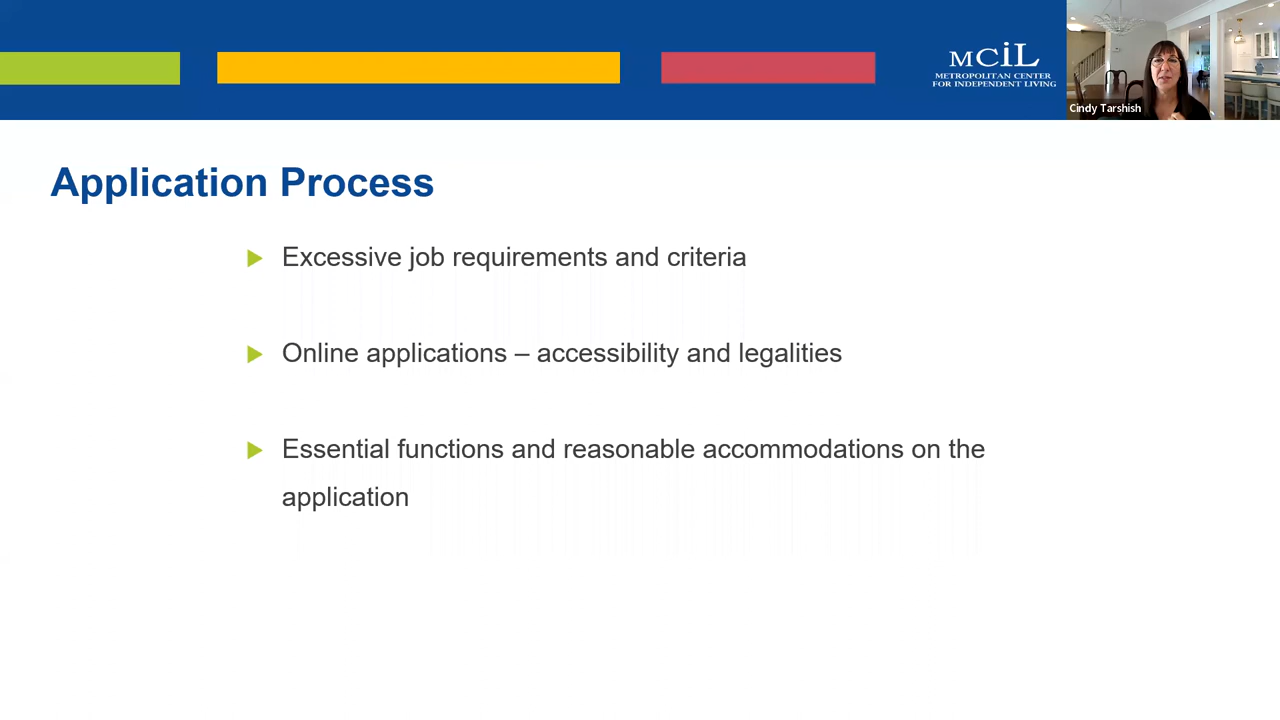 MCiL
METROPOLITAN CENTER
FOR INDEPENDENT LIVING
Cindy Tarshish
Application Process
Excessive job requirements and criteria
Online applications – accessibility and legalities
Essential functions and reasonable accommodations on the
application